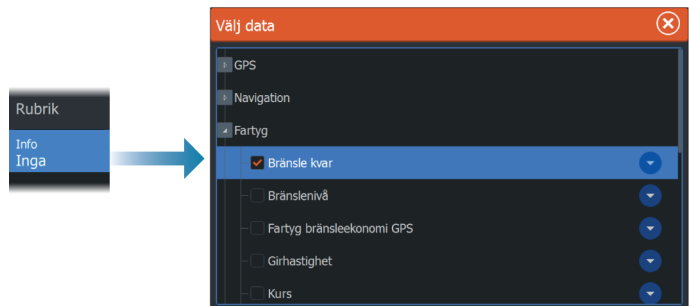 Rubrik
Info
Inga
Välj data
GPS
Navigation
Fartyg
Bränsle kvar
Bränslenivå
Fartyg bränsleekonomi GPS
Girhastighet
Kurs